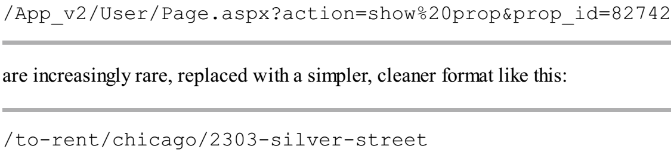 /App_v2/User/Page.aspx?action=show%20prop&prop_id=82742
are increasingly rare, replaced with a simpler, cleaner format like this:
/to-rent/chicago/2303-silver-street